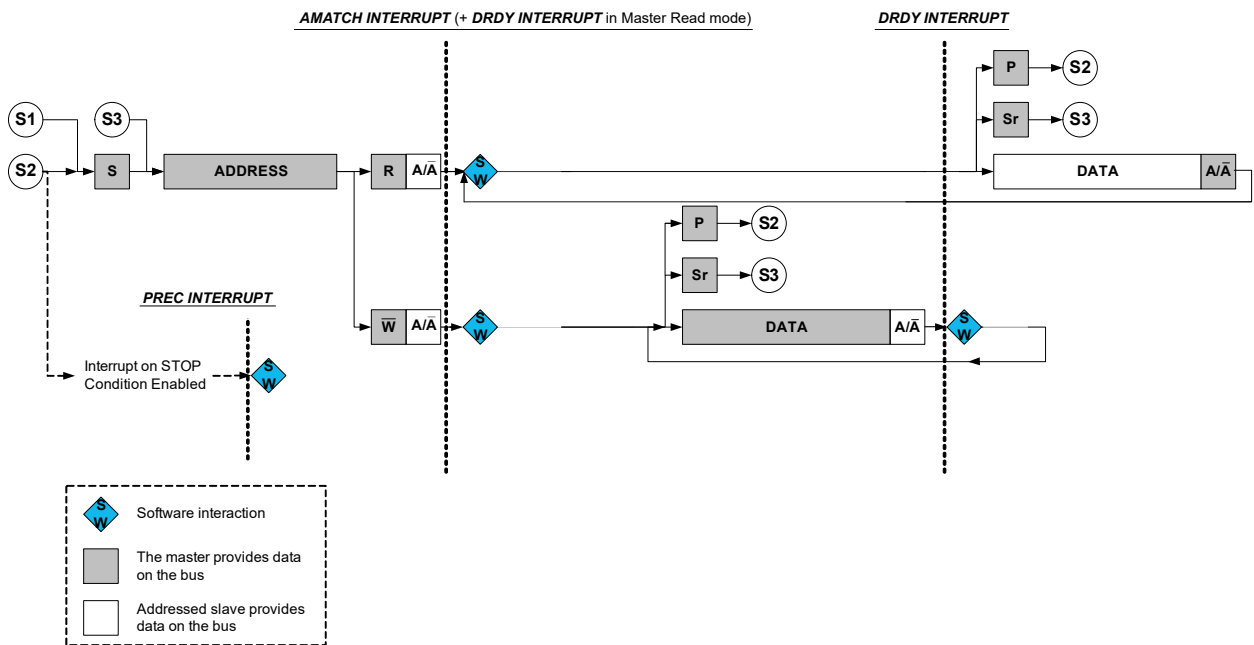 AMATCH INTERRUPT (+ DRDY INTERRUPT in Master Read mode)
DRDY INTERRUPT
P
S2
S1
S3
Sr
S3
S2
S
ADDRESS
R
A/A̅
S
W
DATA
A/A̅
P
S2
Sr
S3
PREC INTERRUPT
W̅
A/A̅
S
W
DATA
A/A̅
S
W
Interrupt on STOP
Condition Enabled
S
W
S
W
Software interaction
The master provides data
on the bus
Addressed slave provides
data on the bus